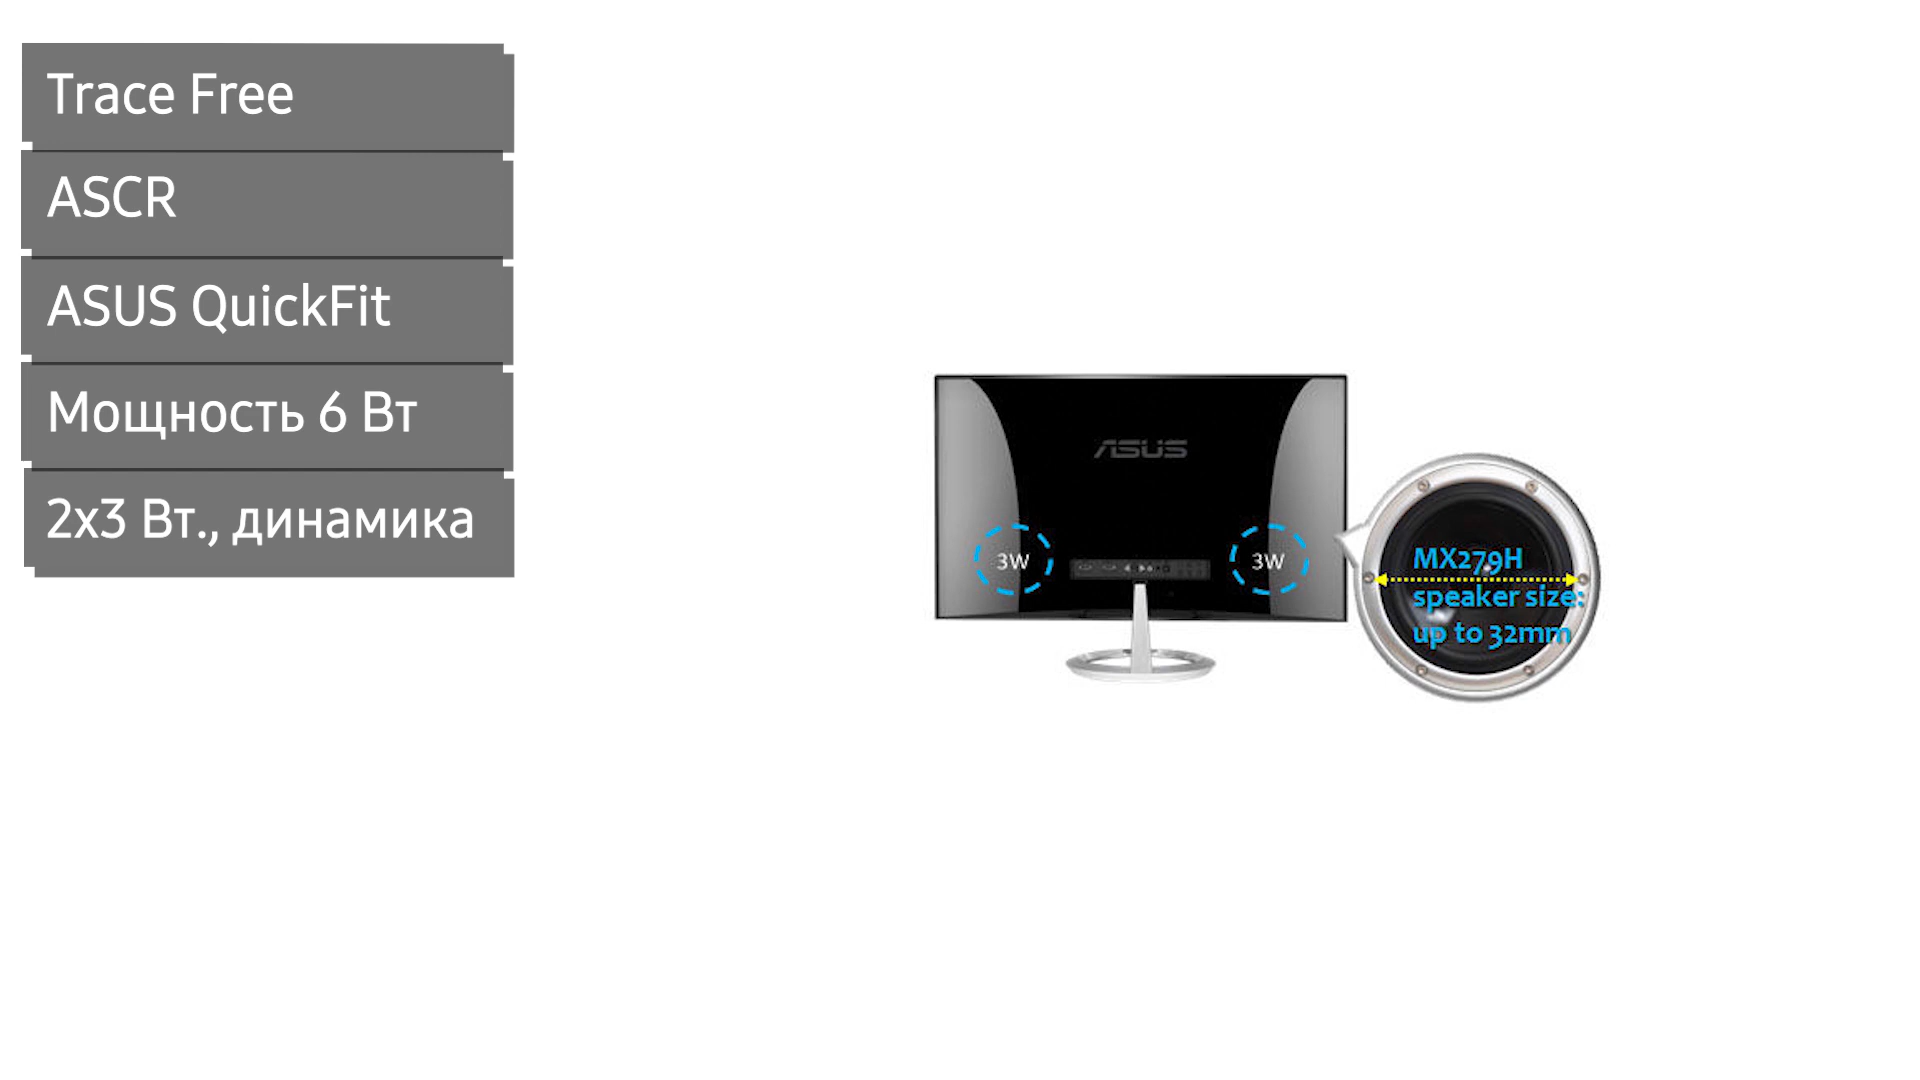 Trace Free
ASCR
ASUS QuickFit
Мощность 6 Вт
2x3 Вт., динамика
ASUS
3W
3W
MX279H
speaker size:
up to 32mm